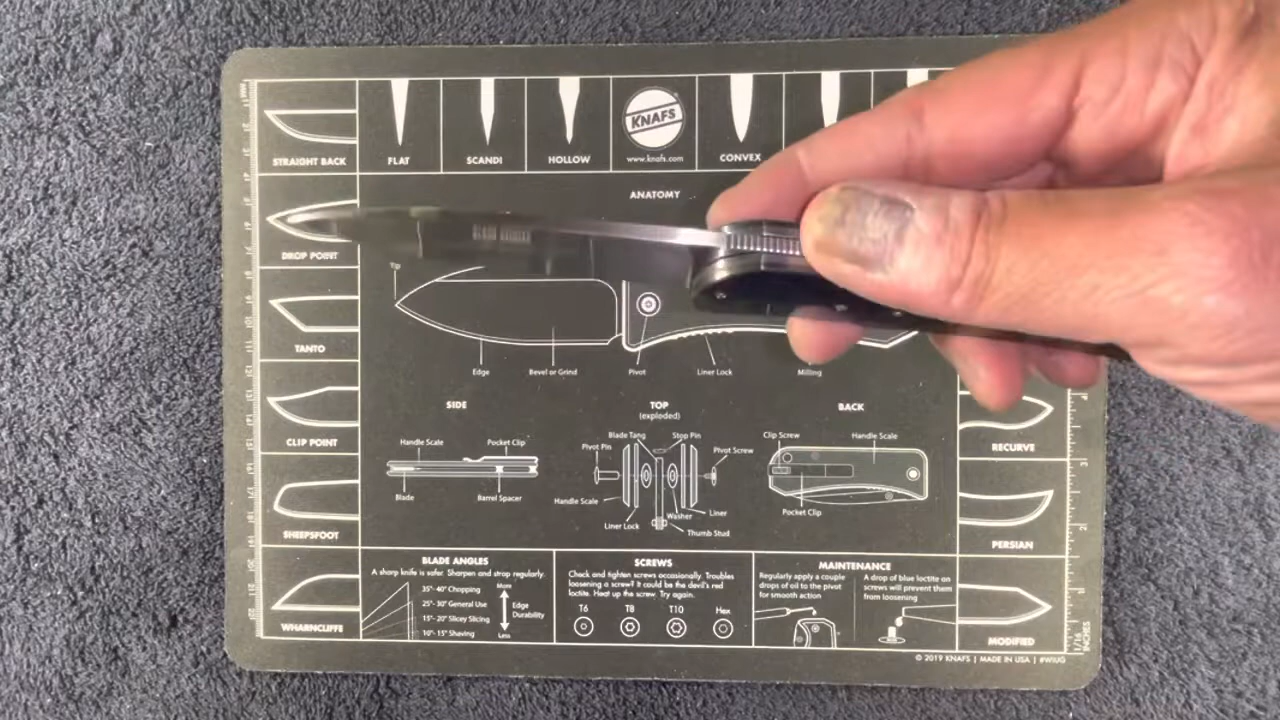 STRAIGHT BACK
FLAT
SCANDI
HOLLOW
KNAFS
www.knafs.com
CONVEX
ANATOMY
DROP POINT
Tip
TANTO
Edge
Bevel or Grind
Pivot
Liner Lock
Milling
SIDE
TOP
(exploded)
BACK
CLIP POINT
Handle Scale
Pocket Clip
Blade
Barrel Spacer
Blade Tang
Stop Pin
Pivot Pin
Pivot Screw
Handle Scale
Washer
Liner
Liner Lock
Thumb Stud
Clip Screw
Handle Scale
Pocket Clip
RECURVE
SHEEPSFOOT
PERSIAN
WHARNCLIFFE
BLADE ANGLES
A sharp knife is safer. Sharpen and strop regularly.
35°- 40° Chopping
25°- 30° General Use
15°- 20° Slicey Slicing
10°- 15° Shaving
More
Edge
Durability
Less
SCREWS
Check and tighten screws occasionally. Troubles
loosening a screw? It could be the devil's red
loctite. Heat up the screw. Try again.
T6
T8
T10
Hex
MAINTENANCE
Regularly apply a couple
drops of oil to the pivot
for smooth action
A drop of blue loctite on
screws will prevent them
from loosening
MODIFIED
1/16 INCHES
© 2019 KNAFS | MADE IN USA | #WIUG